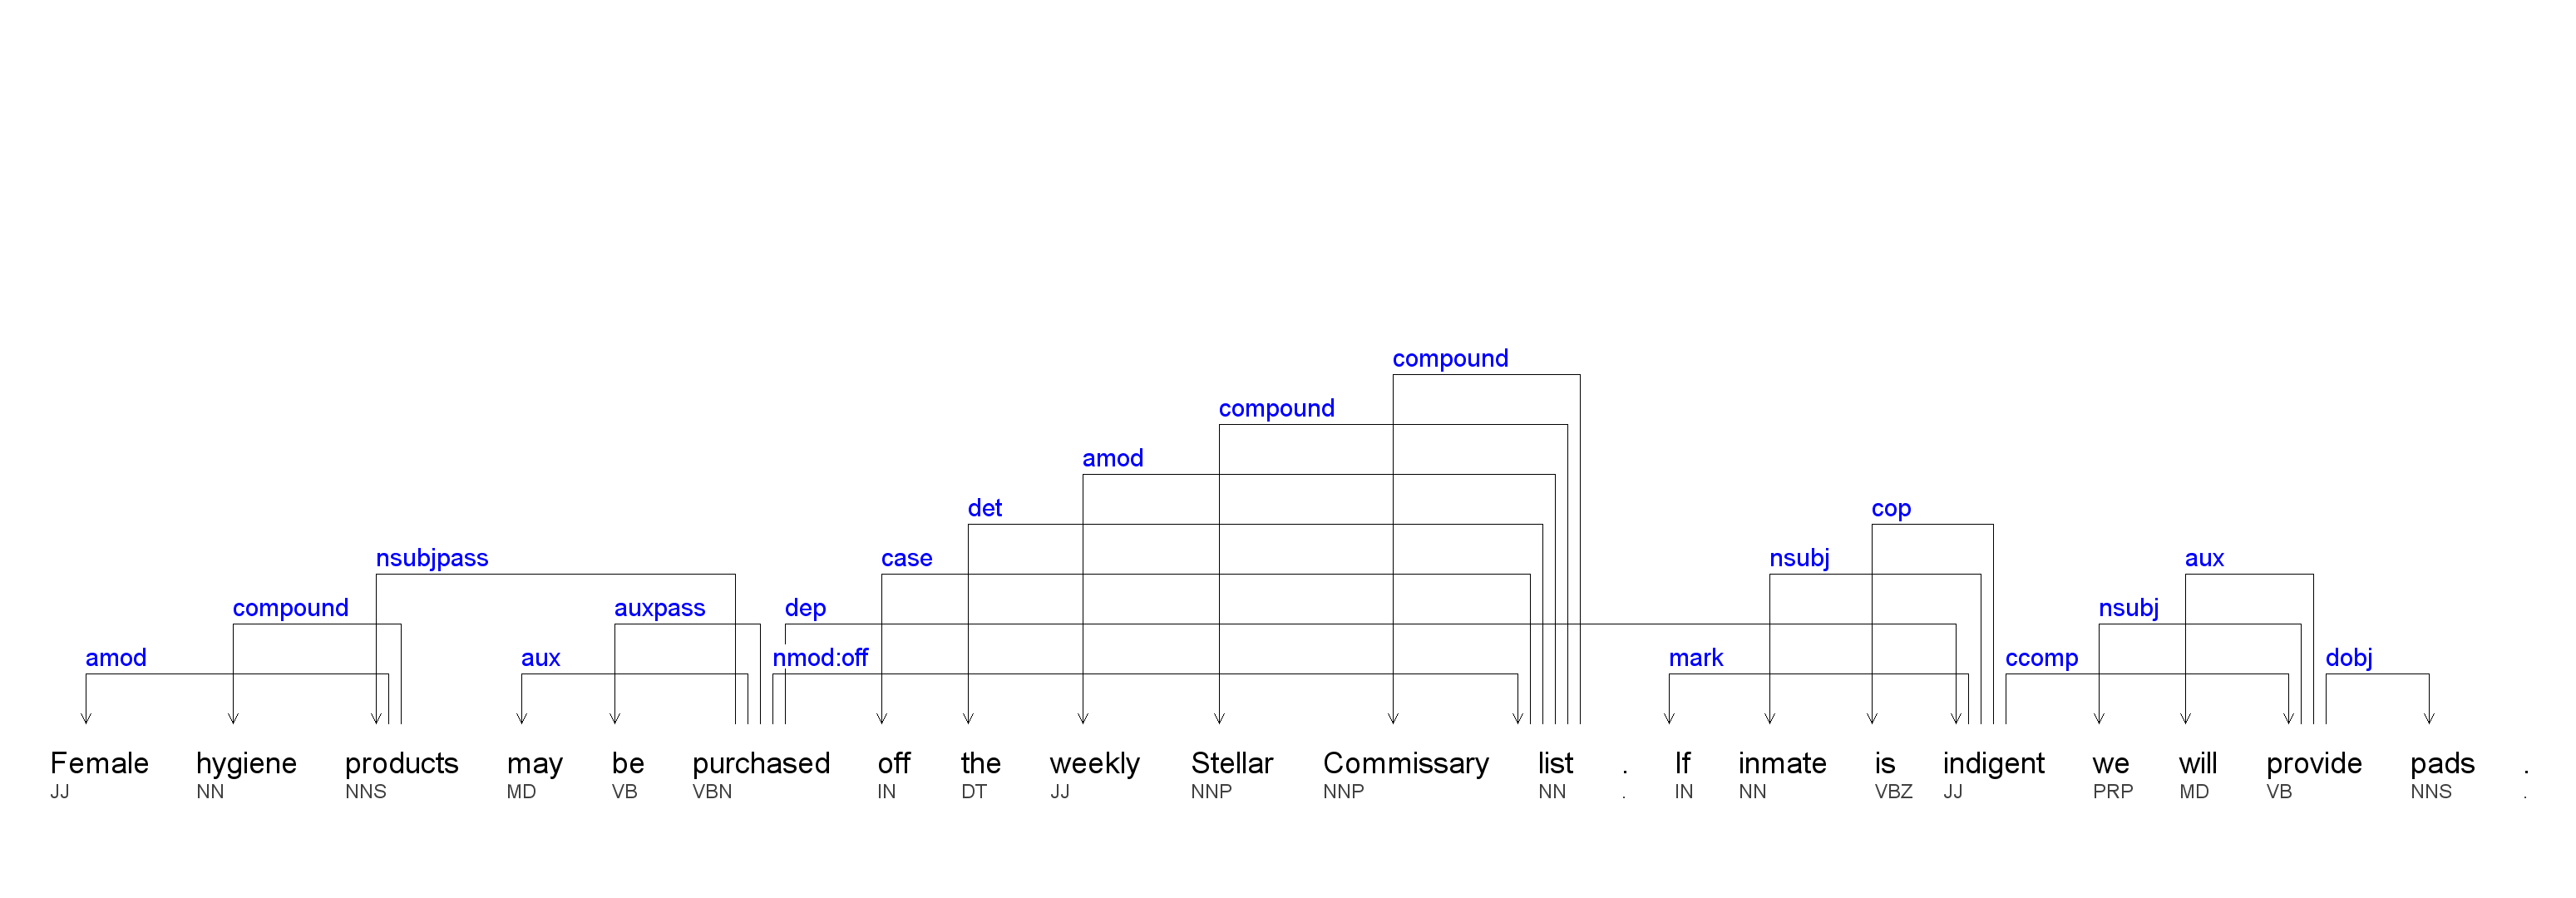 compound
compound
amod
det cop
nsubjpass case nsubj aux
compound auxpass dep nsubj
amod aux nmod:off mark ccomp dobj
Female hygiene products may be purchased off the weekly Stellar Commissary list . If inmate is indigent we will provide pads .
JJ NN NNS MD VB VBN IN DT JJ NNP NNP NN . IN NN VBZ JJ PRP MD VB NNS .